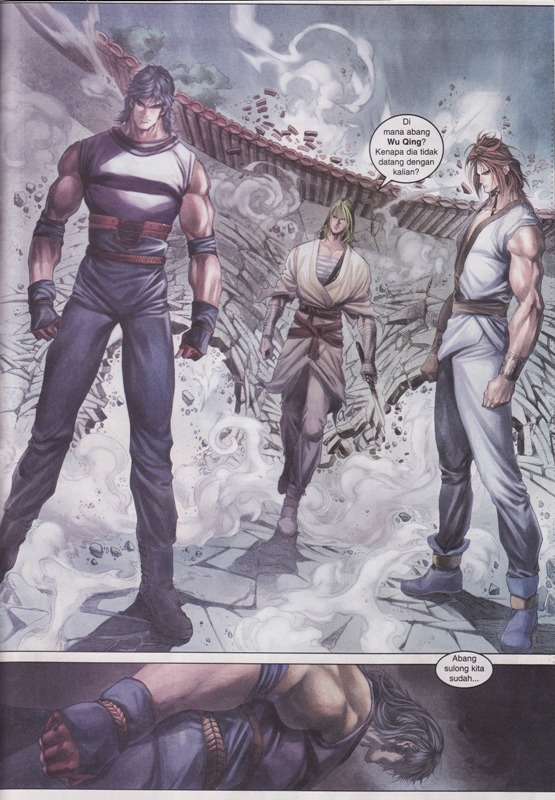 Di
mana abang
Wu Qing?
Kenapa dia tidak
datang dengan
kalian?
Abang
sulong kita
sudah...